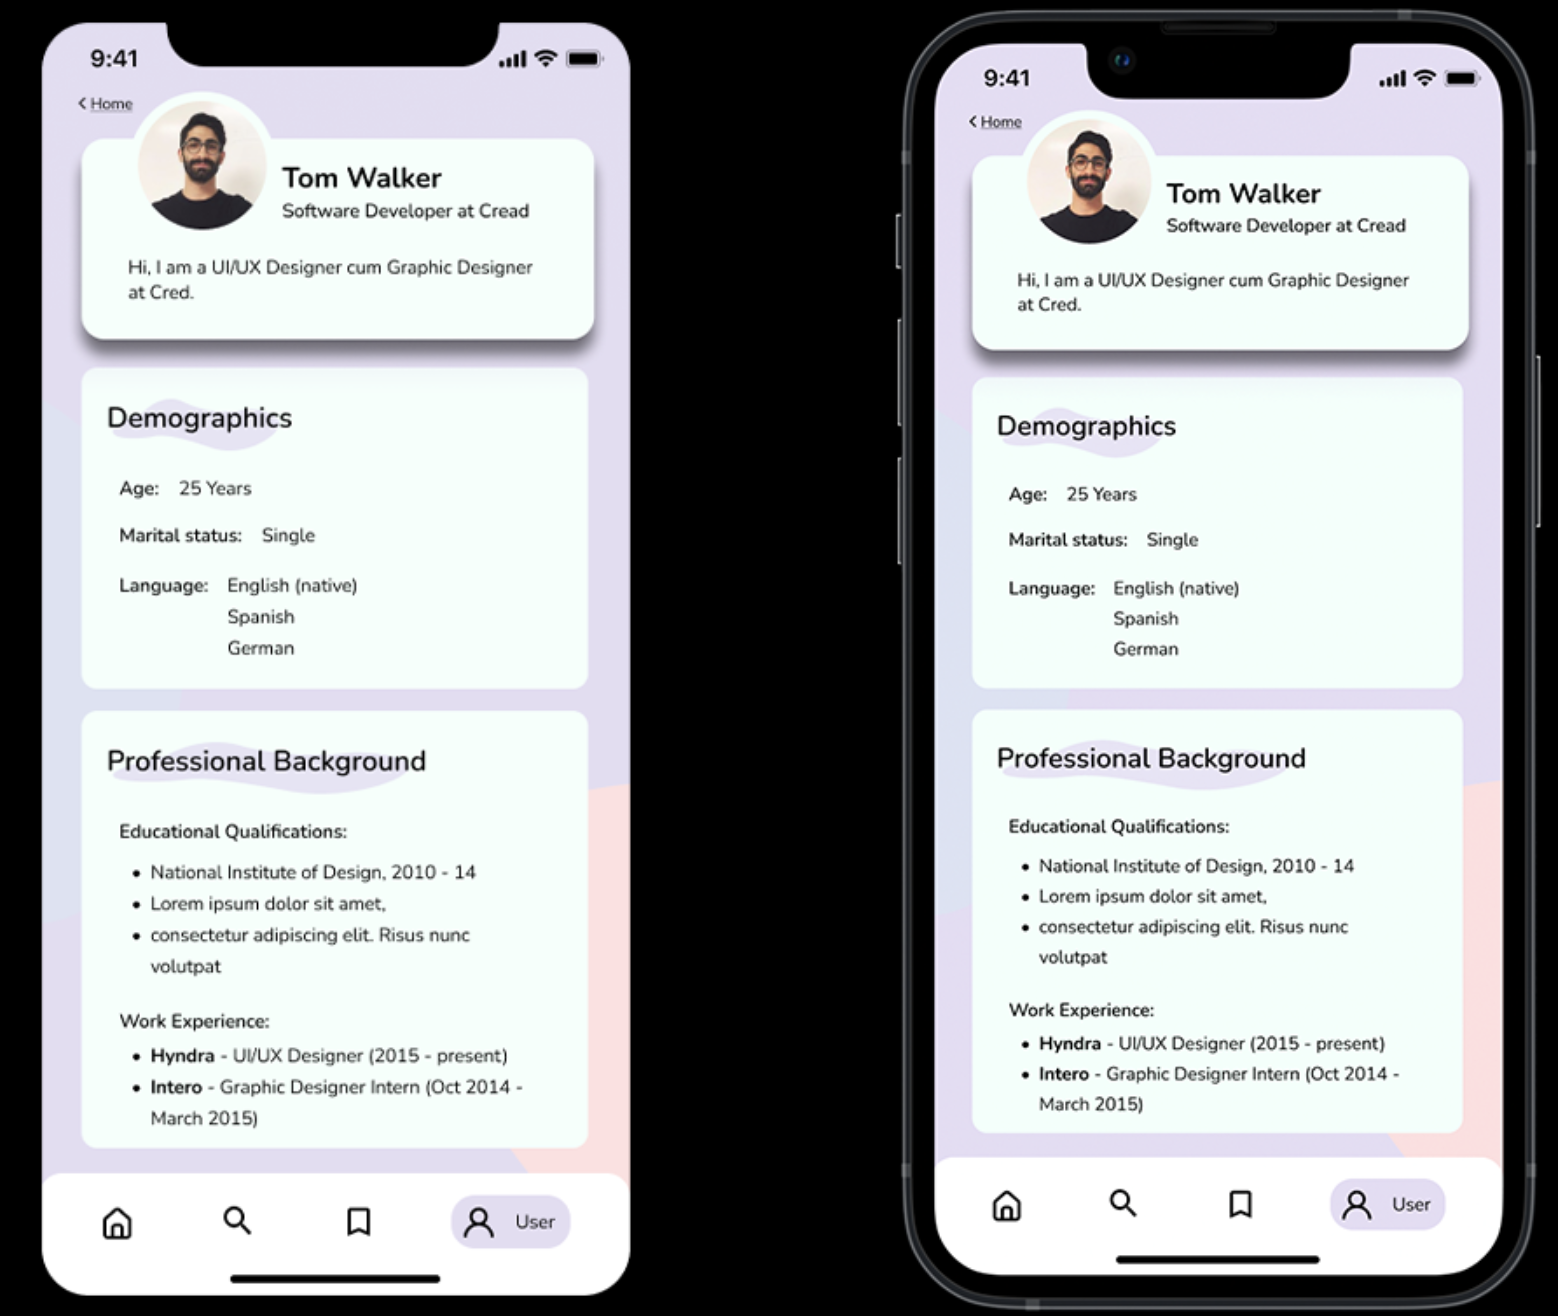 9:41
Home
Tom Walker
Software Developer at Cread
Hi, I am a UI/UX Designer cum Graphic Designer
at Cred.
Demographics
Age: 25 Years
Marital status: Single
Language: English (native)
Spanish
German
Professional Background
Educational Qualifications:
• National Institute of Design, 2010 - 14
• Lorem ipsum dolor sit amet,
• consectetur adipiscing elit. Risus nunc
volutpat
Work Experience:
• Hyndra - UI/UX Designer (2015 - present)
• Intero - Graphic Designer Intern (Oct 2014 -
March 2015)
User
9:41
Home
Tom Walker
Software Developer at Cread
Hi, I am a UI/UX Designer cum Graphic Designer
at Cred.
Demographics
Age: 25 Years
Marital status: Single
Language: English (native)
Spanish
German
Professional Background
Educational Qualifications:
• National Institute of Design, 2010 - 14
• Lorem ipsum dolor sit amet,
• consectetur adipiscing elit. Risus nunc
volutpat
Work Experience:
• Hyndra - UI/UX Designer (2015 - present)
• Intero - Graphic Designer Intern (Oct 2014 -
March 2015)
User